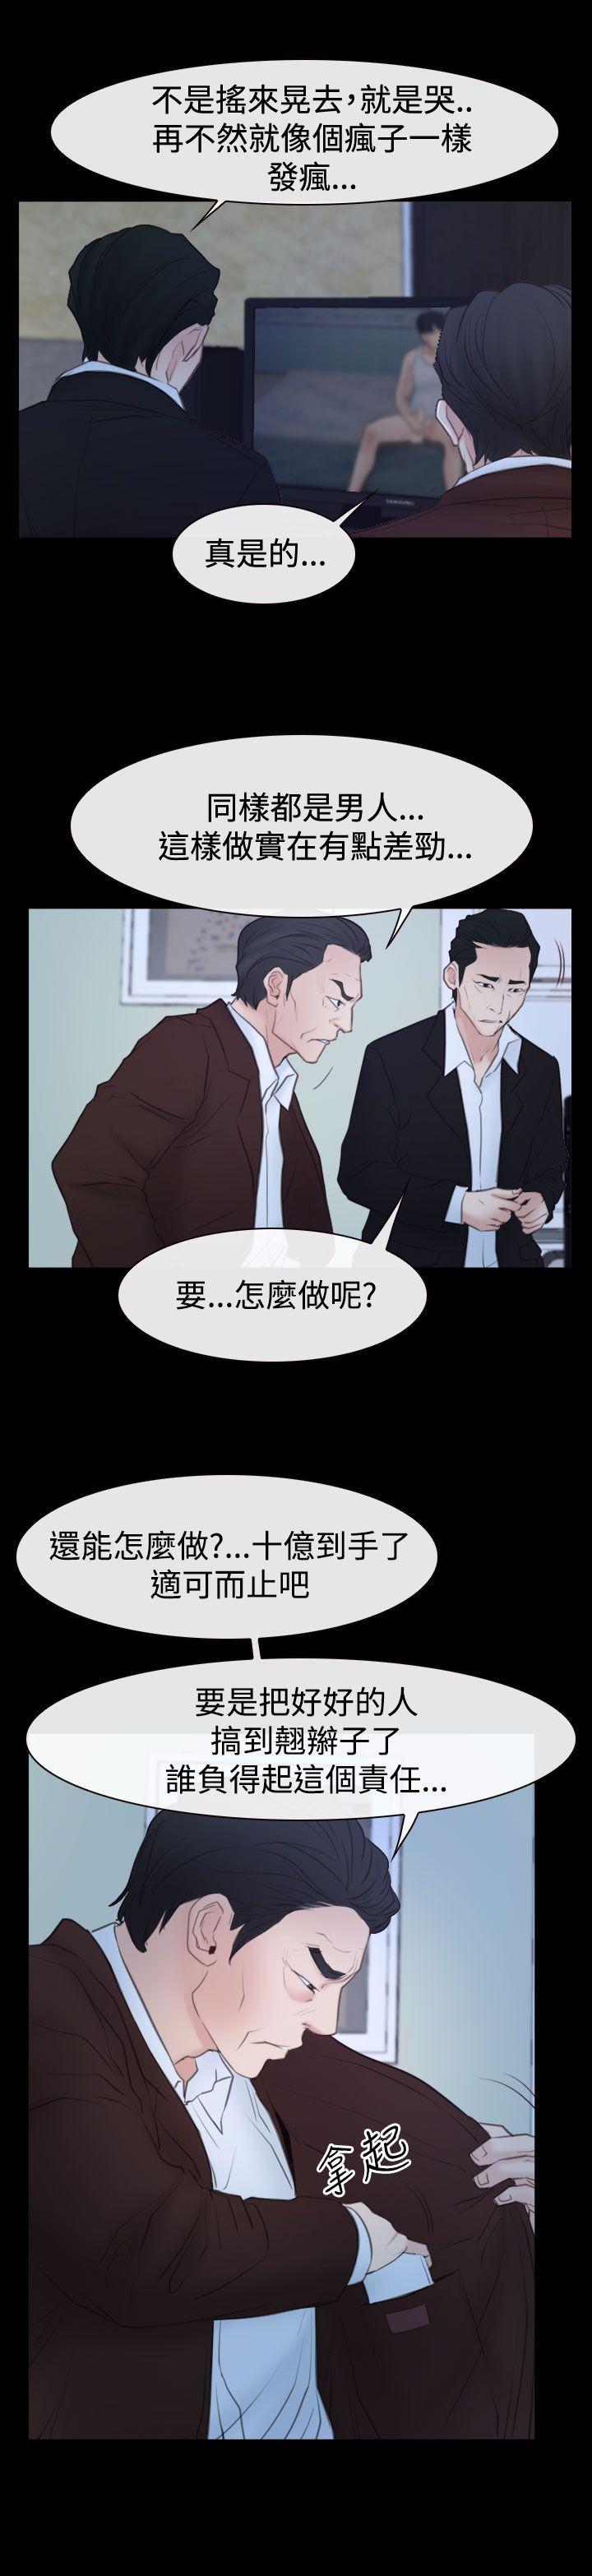 不是搖來晃去,就是哭..
再不然就像個瘋子一樣
發瘋...
SAMSUNG
真是的...
同樣都是男人...
這樣做實在有點差勁...
要...怎麼做呢?
還能怎麼做?...十億到手了
適可而止吧
要是把好好的人
搞到翹辮子了
誰負得起這個責任...
拿起